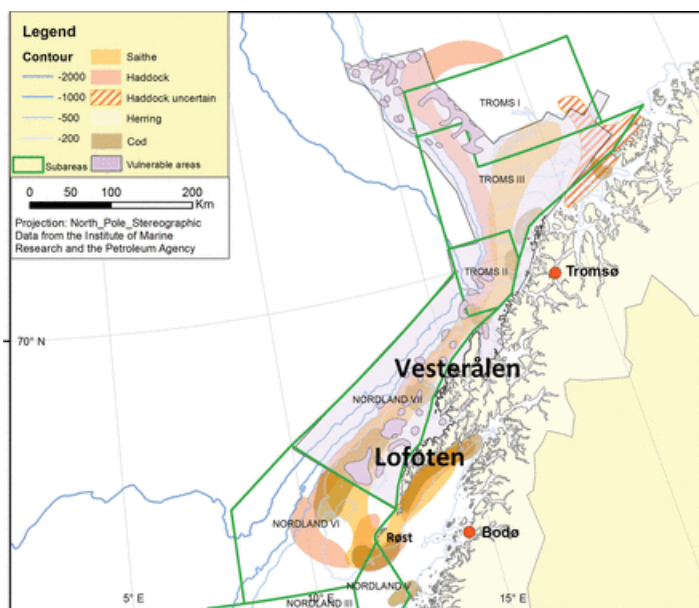 Legend
Contour
-2000
-1000
-500
-200
Saithe
Haddock
Haddock uncertain
Herring
Cod
Subareas
Vulnerable areas
0 50 100 200
Km
Projection: North_Pole_Stereographic
Data from the Institute of Marine
Research and the Petroleum Agency
TROMS I
TROMS III
TROMS II
Tromsø
70° N
Vesterålen
NORDLAND VII
Lofoten
NORDLAND VI
Røst
Bodø
NORDLAND V
5° E
10° E
15° E
NORDLAND III